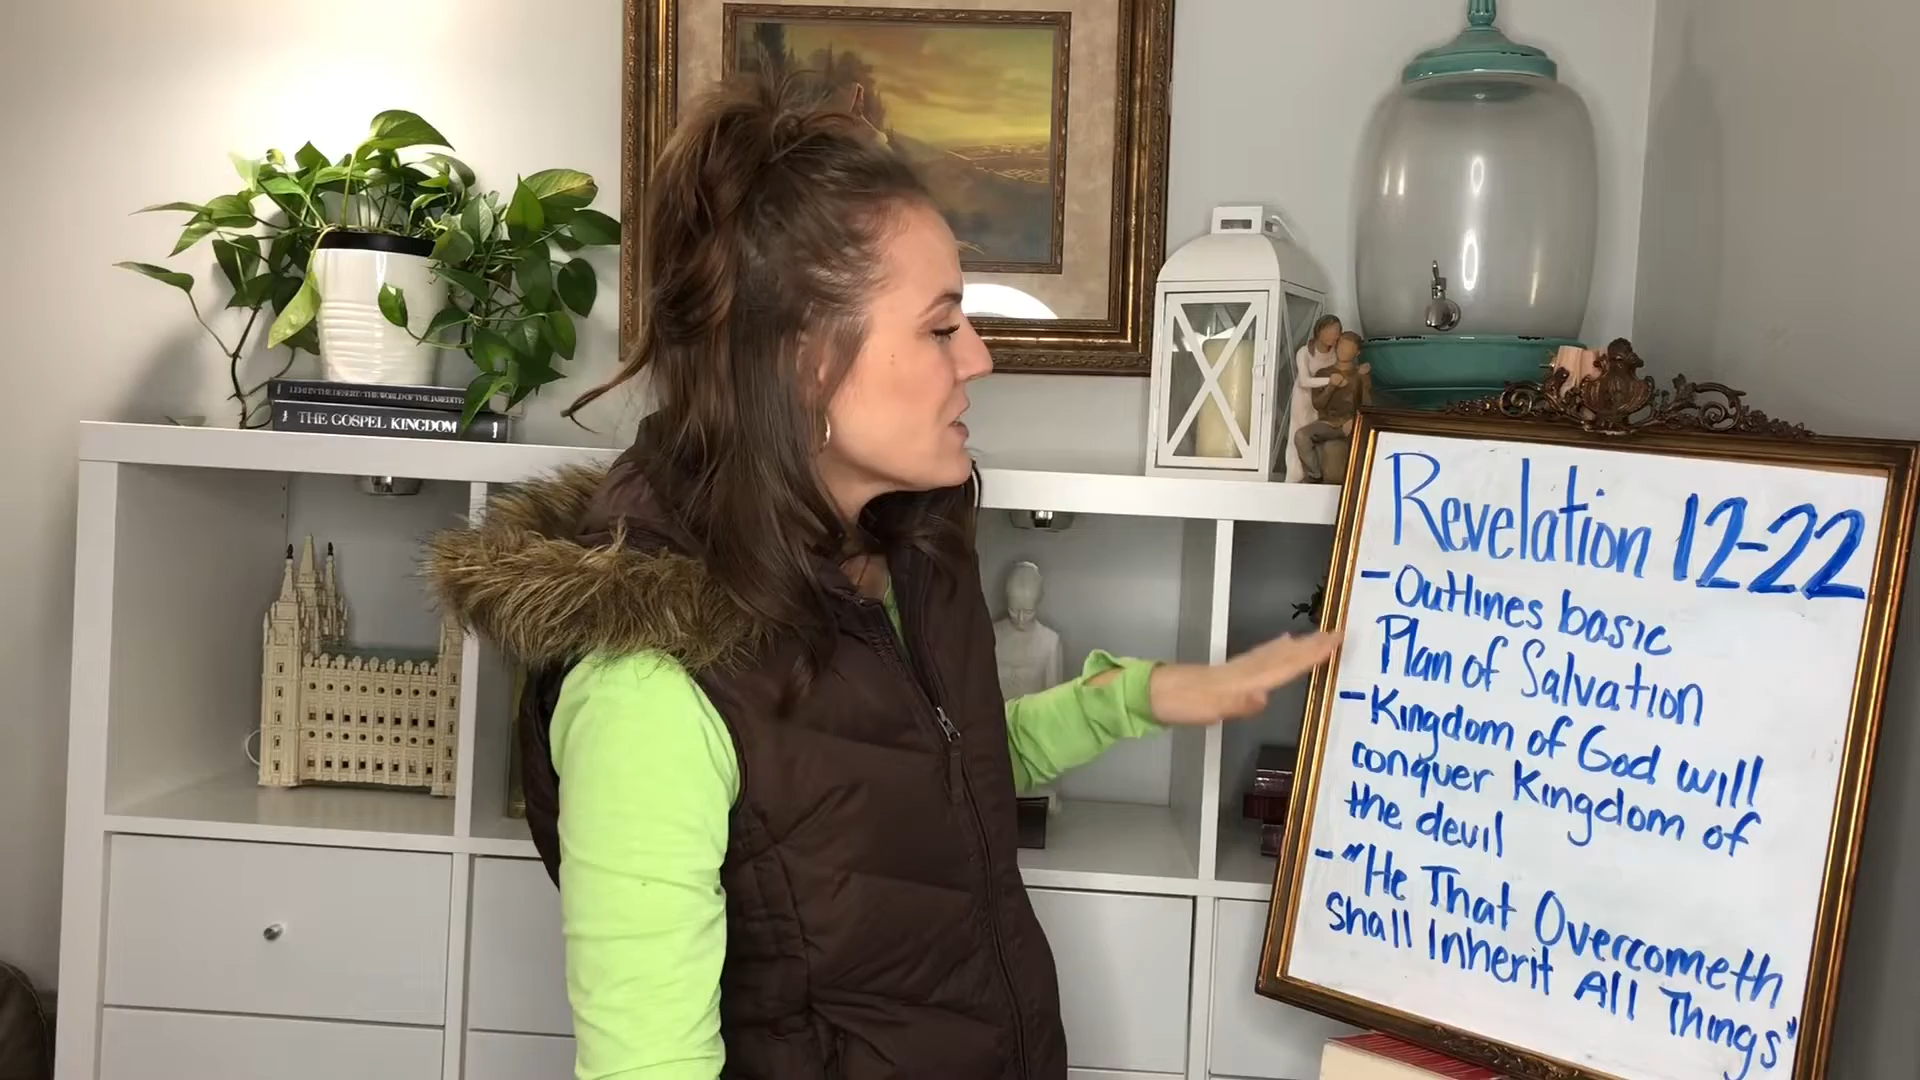 LEHI IN THE DESERT THE WORLD OF THE JAREDITES
THE GOSPEL KINGDOM
Revelation 12-22
-Outlines basic
Plan of Salvation
-Kingdom of God will
conquer Kingdom of
the devil
-"He That Overcometh
shall Inherit All Things"